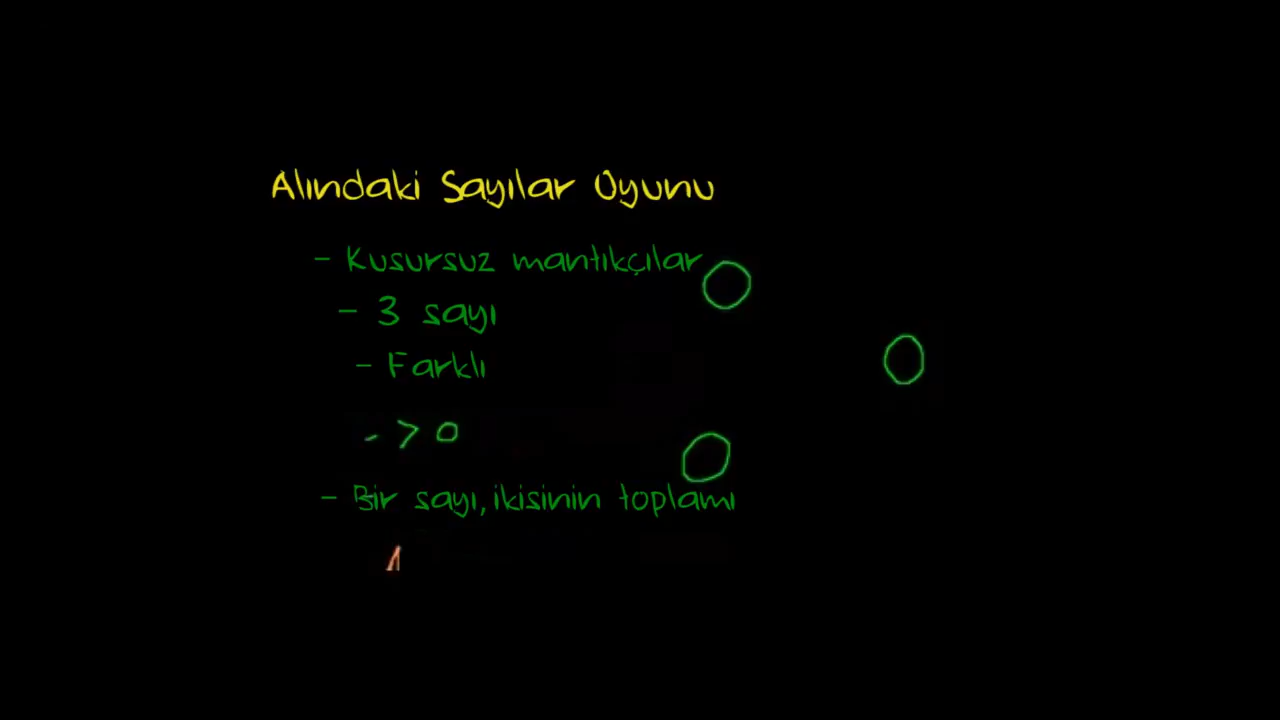 Alındaki Sayılar Oyunu
- Kusursuz mantıkçılar
- 3 sayı
- Farklı
- > 0
- Bir sayı, ikisinin toplamı